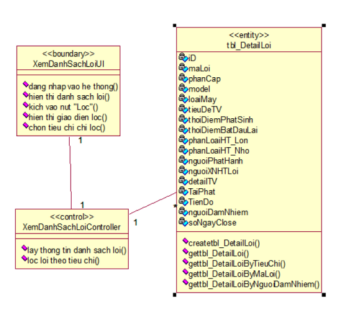 <<boundary>>
XemDanhSachLoiUI
dang nhap vao he thong()
hien thi danh sach loi()
kich vao nut "Loc"()
hien thi giao dien loc()
chon tieu chi loc()
1
1
<<control>>
XemDanhSachLoiController
lay thong tin danh sach loi()
loc loi theo tieu chi()
1
<<entity>>
tbl_DetailLoi
iD
maLoi
phanCap
model
loaiMay
tieuDeTV
thoiDiemPhatSinh
thoiDiemBatDauLai
phanLoaiHT_Lon
phanLoaiHT_Nho
nguoiPhatHanh
nguoiXNHTLoi
detailTV
TaiPhat
TienDo
nguoiDamNhiem
soNgayClose
createtbl_DetailLoi()
gettbl_DetailLoi()
gettbl_DetailLoiByTieuChi()
gettbl_DetailLoiByMaLoi()
gettbl_DetailLoiByNguoiDamNhiem()